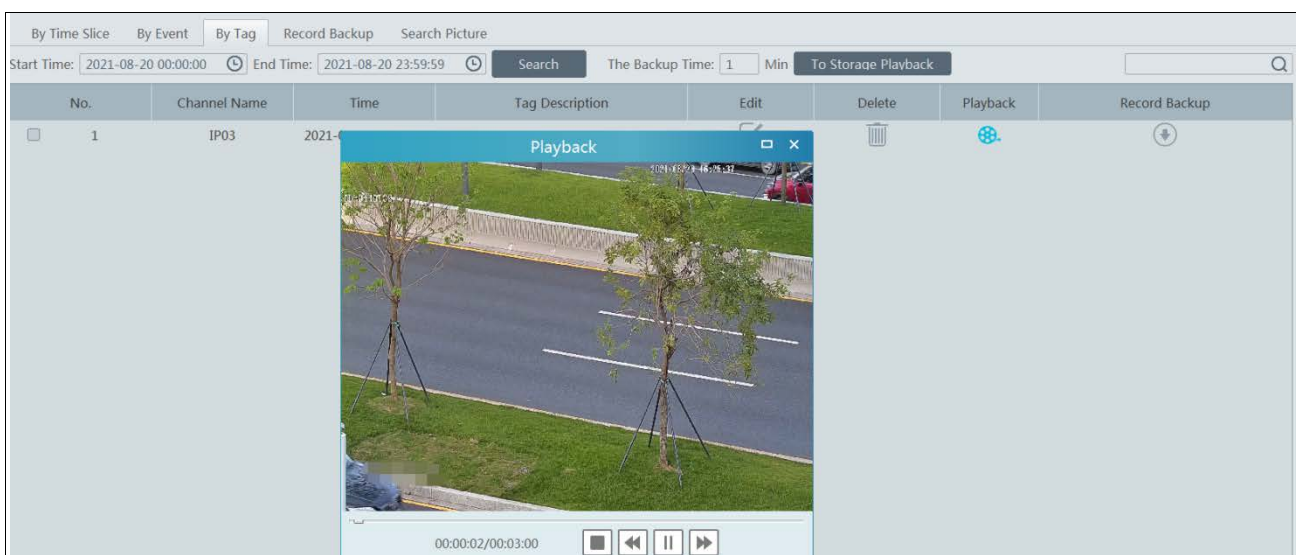 By Time Slice By Event By Tag Record Backup Search Picture
Start Time: 2021-08-20 00:00:00 End Time: 2021-08-20 23:59:59 Search The Backup Time: 1 Min To Storage Playback
No. Channel Name Time Tag Description Edit Delete Playback Record Backup
1 IP03 2021-
Playback
00:00:02/00:03:00